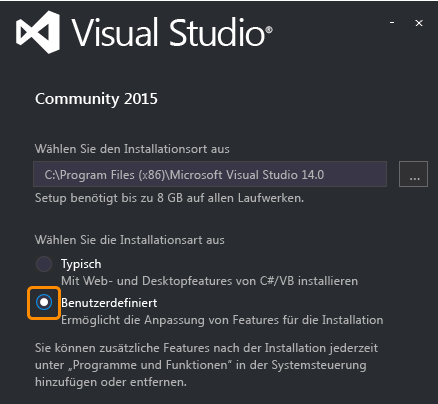 Visual Studio®
Community 2015
Wählen Sie den Installationsort aus
C:\Program Files (x86)\Microsoft Visual Studio 14.0
...
Setup benötigt bis zu 8 GB auf allen Laufwerken.
Wählen Sie die Installationsart aus
Typisch
Mit Web- und Desktopfeatures von C#/VB installieren
Benutzerdefiniert
Ermöglicht die Anpassung von Features für die Installation
Sie können zusätzliche Features nach der Installation jederzeit
unter „Programme und Funktionen" in der Systemsteuerung
hinzufügen oder entfernen.